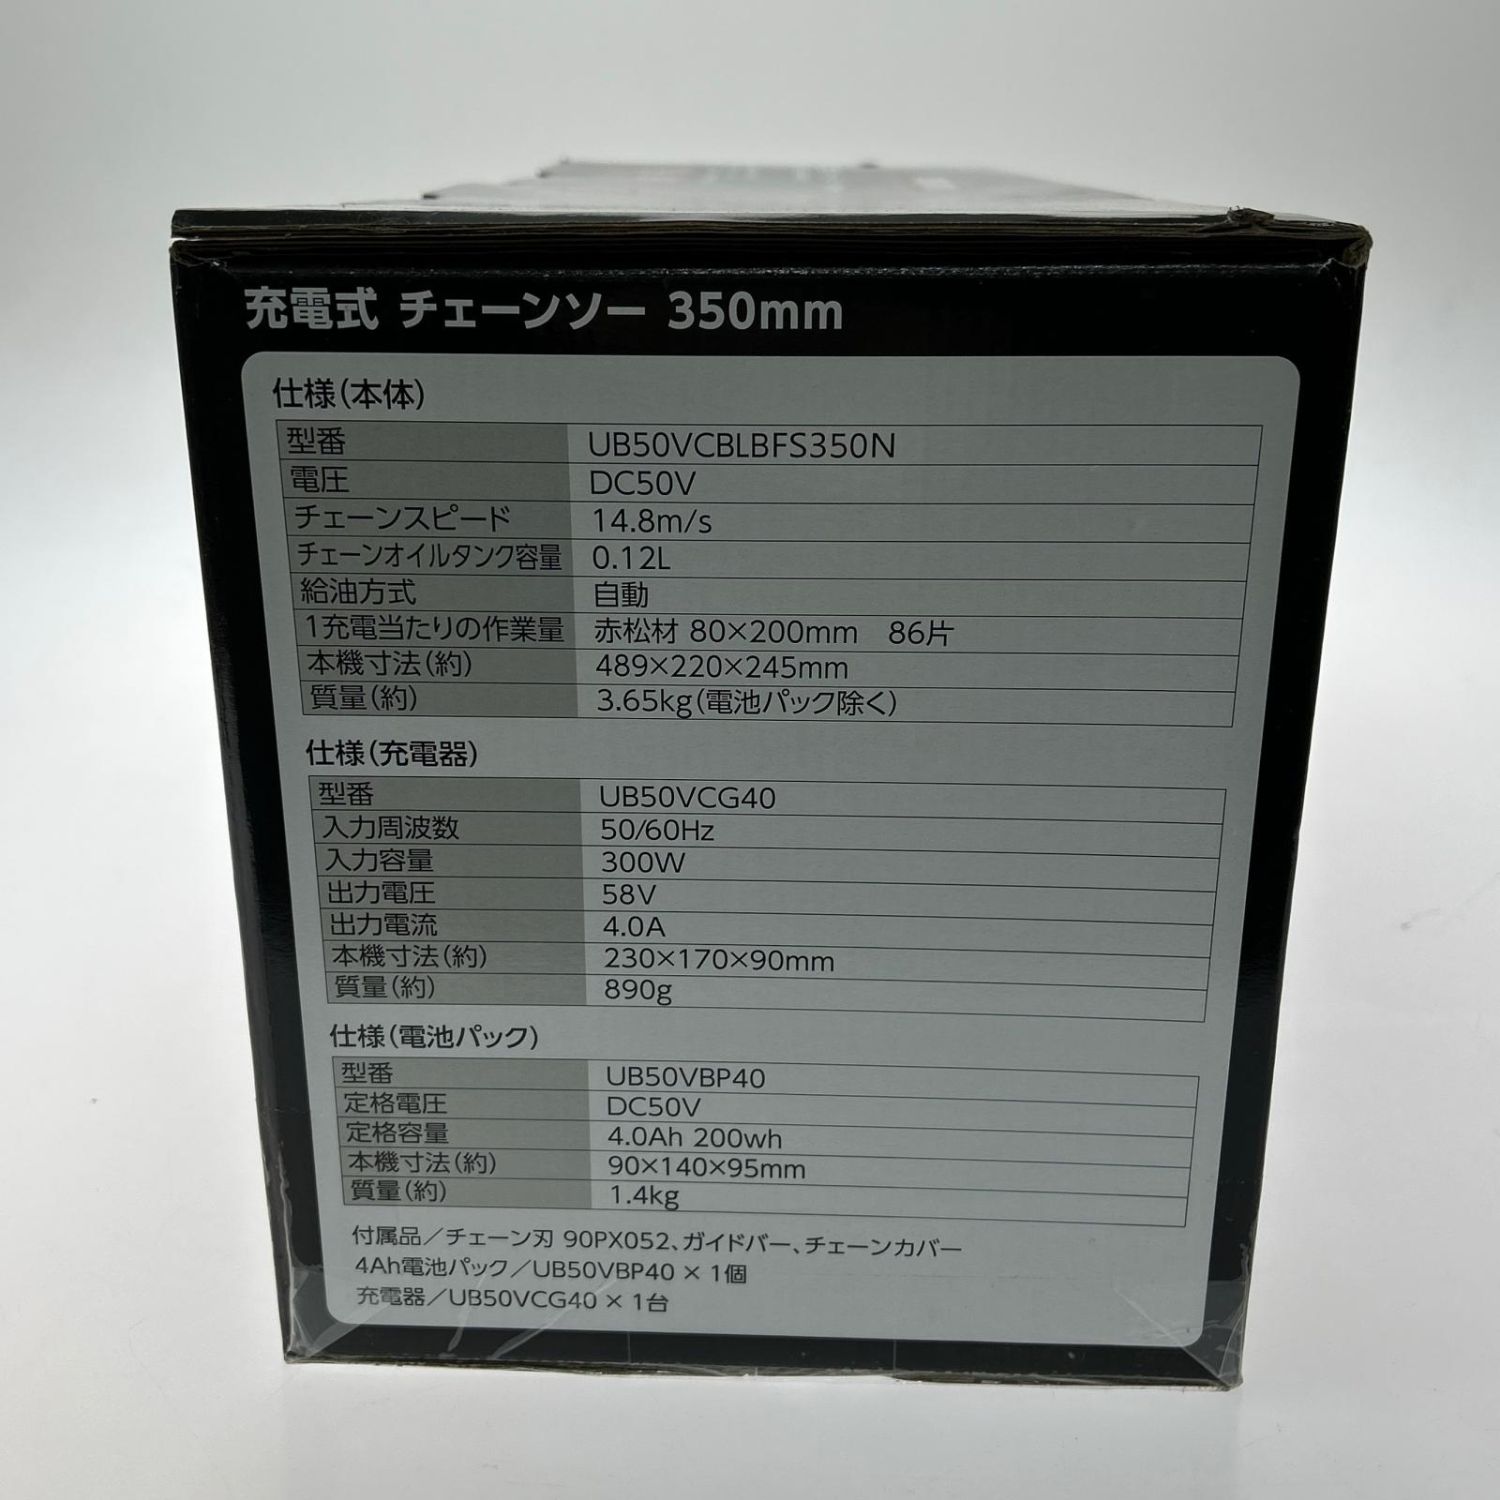 充電式 チェーンソー 350mm
仕様(本体)
型番 UB50VCBLBFS350N
電圧 DC50V
チェーンスピード 14.8m/s
チェーンオイルタンク容量 0.12L
給油方式 自動
1充電当たりの作業量 赤松材 80×200mm 86片
本機寸法(約) 489×220×245mm
質量(約) 3.65kg(電池パック除く)
仕様(充電器)
型番 UB50VCG40
入力周波数 50/60Hz
入力容量 300W
出力電圧 58V
出力電流 4.0A
本機寸法(約) 230×170×90mm
質量(約) 890g
仕様(電池パック)
型番 UB50VBP40
定格電圧 DC50V
定格容量 4.0Ah 200wh
本機寸法(約) 90×140×95mm
質量(約) 1.4kg
付属品/チェーン刃 90PX052、ガイドバー、チェーンカバー
4Ah電池パック/UB50VBP40 × 1個
充電器/UB50VCG40 × 1台